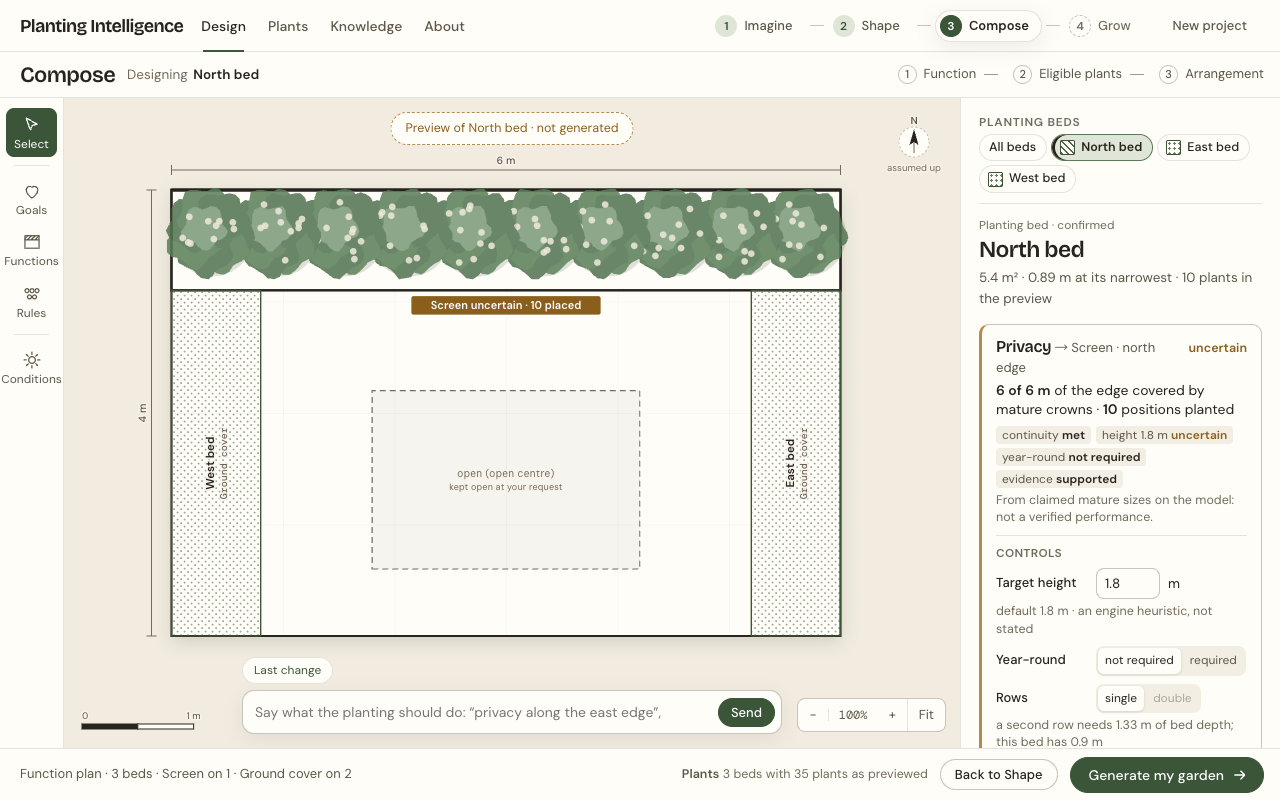 Planting Intelligence
Design
Plants
Knowledge
About
1 Imagine
2 Shape
3 Compose
4 Grow
New project
Compose
Designing North bed
1 Function
2 Eligible plants
3 Arrangement
Select
Goals
Functions
Rules
Conditions
Preview of North bed · not generated
N
assumed up
6 m
4 m
Screen uncertain · 10 placed
West bed
Ground cover
open (open centre)
kept open at your request
East bed
Ground cover
Last change
0 1 m
Say what the planting should do: “privacy along the east edge”,
Send
− 100% + Fit
PLANTING BEDS
All beds
North bed
East bed
West bed
Planting bed · confirmed
North bed
5.4 m² · 0.89 m at its narrowest · 10 plants in
the preview
Privacy → Screen · north
edge
uncertain
6 of 6 m of the edge covered by
mature crowns · 10 positions planted
continuity met
height 1.8 m uncertain
year-round not required
evidence supported
From claimed mature sizes on the model:
not a verified performance.
CONTROLS
Target height 1.8 m
default 1.8 m · an engine heuristic, not
stated
Year-round not required required
Rows single double
a second row needs 1.33 m of bed depth;
this bed has 0.9 m
Function plan · 3 beds · Screen on 1 · Ground cover on 2
Plants 3 beds with 35 plants as previewed
Back to Shape
Generate my garden →